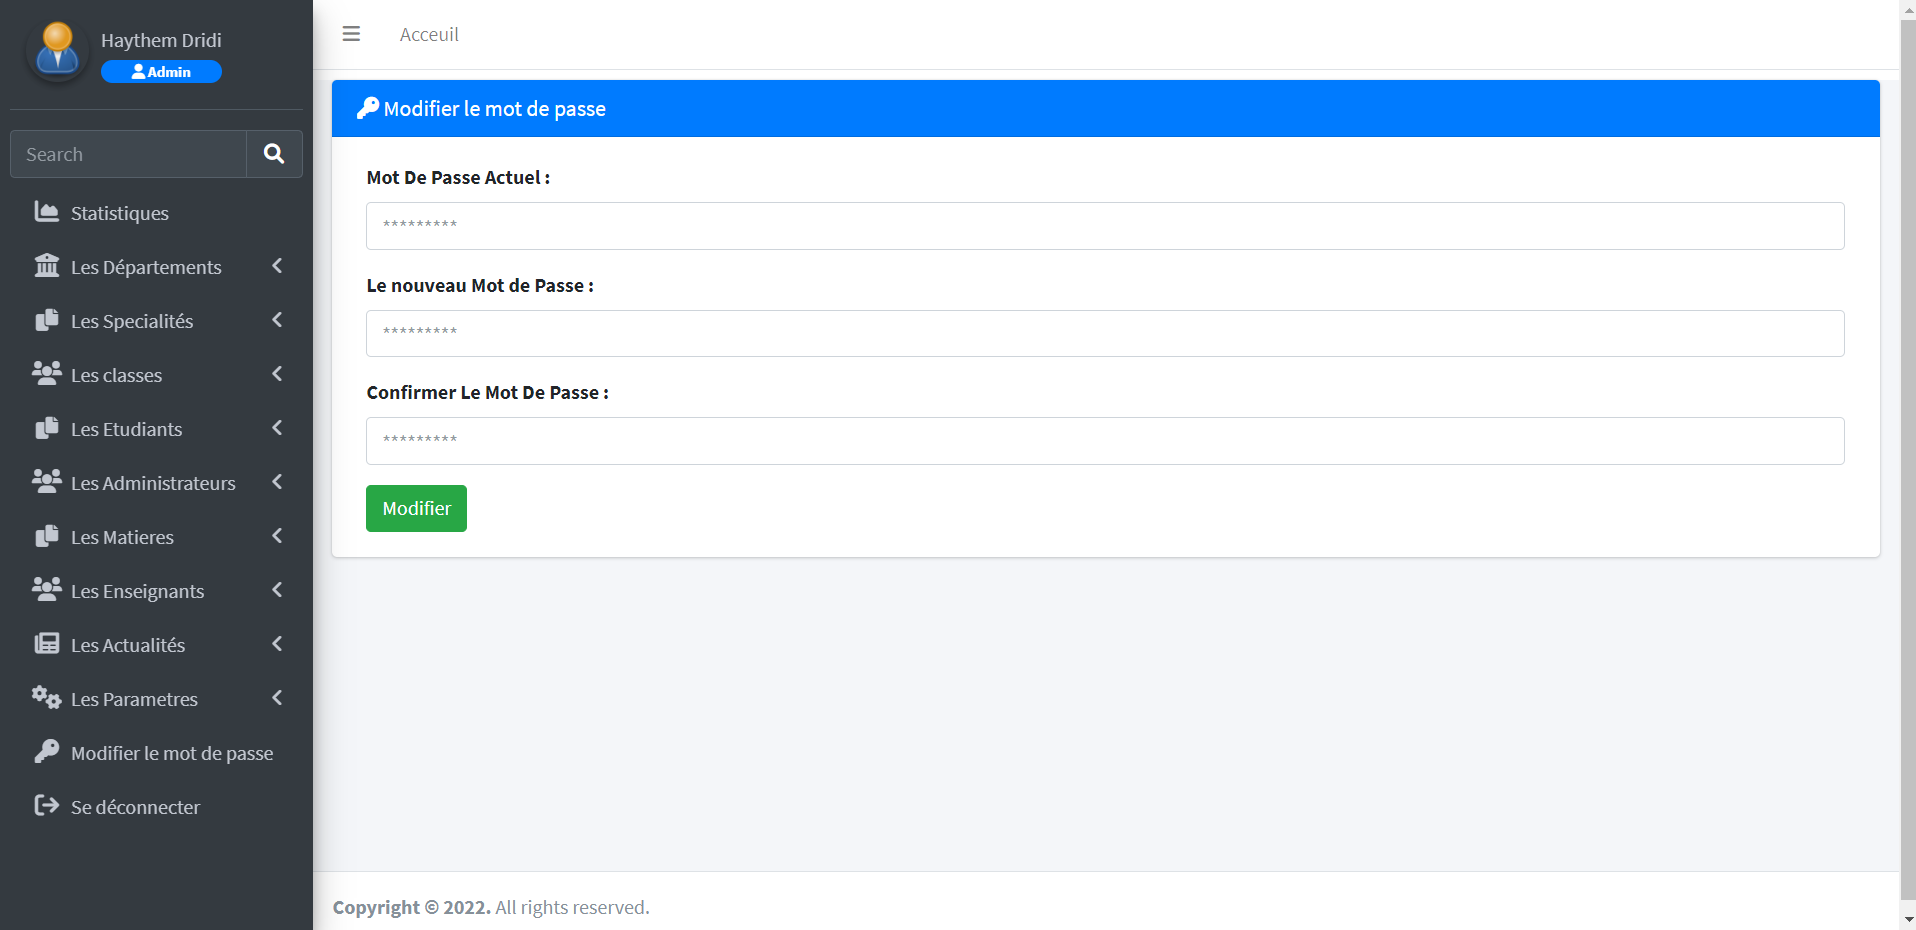 Haythem Dridi
Admin
Search
Statistiques
Les Départements
Les Specialités
Les classes
Les Etudiants
Les Administrateurs
Les Matieres
Les Enseignants
Les Actualités
Les Parametres
Modifier le mot de passe
Se déconnecter
Acceuil
Modifier le mot de passe
Mot De Passe Actuel :
*********
Le nouveau Mot de Passe :
*********
Confirmer Le Mot De Passe :
*********
Modifier
Copyright © 2022. All rights reserved.